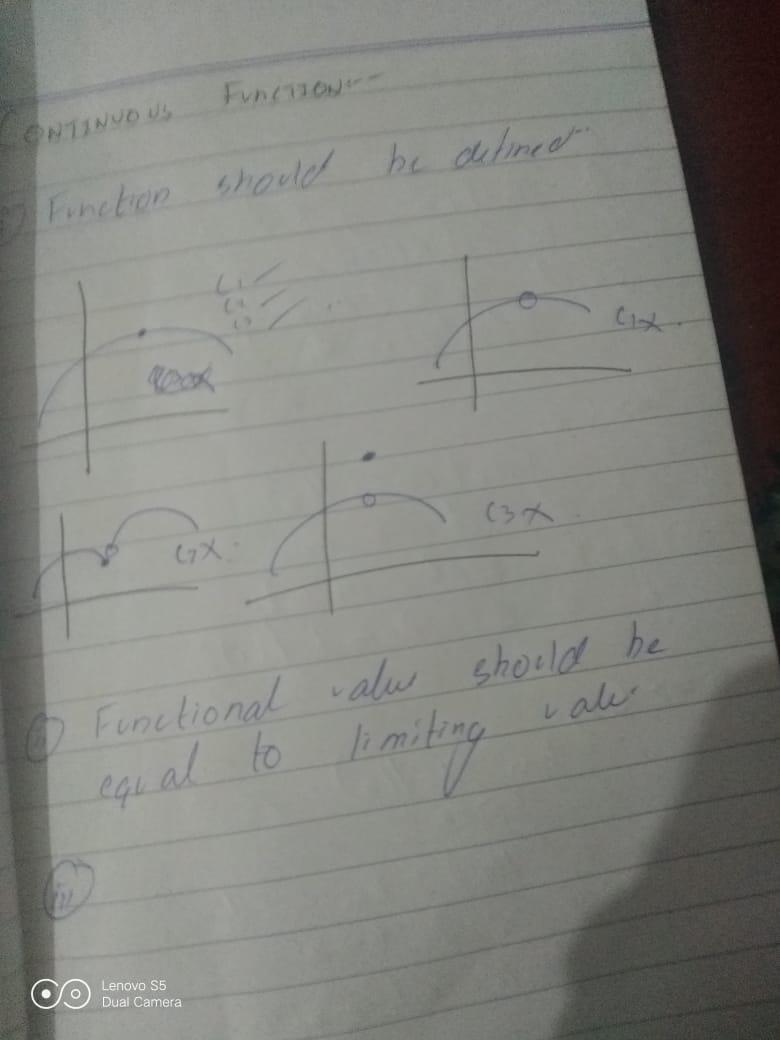 CONTINUOUS FUNCTION
i) Function should be defined
C1 ✓
C2 ✓
C3 ✓
C1 x
C2 x
C3 x
ii) Functional value should be
equal to limiting value
iii)
Lenovo S5
Dual Camera